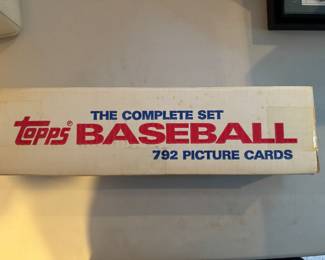 THE COMPLETE SET
Topps® BASEBALL
792 PICTURE CARDS